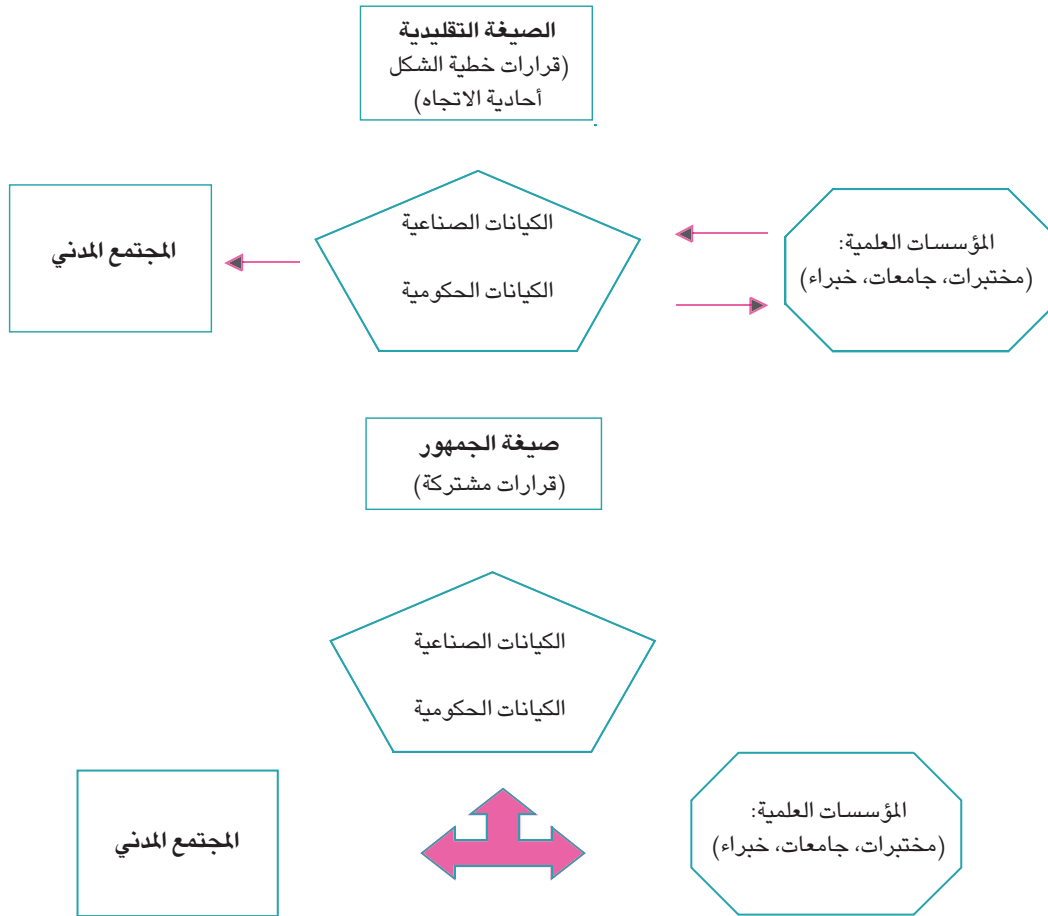 الصيغة التقليدية
(قرارات خطية الشكل
أحادية الاتجاه)
المؤسسات العلمية:
(مختبرات، جامعات، خبراء)
الكيانات الصناعية
الكيانات الحكومية
المجتمع المدني
صيغة الجمهور
(قرارات مشتركة)
الكيانات الصناعية
الكيانات الحكومية
المؤسسات العلمية:
(مختبرات، جامعات، خبراء)
المجتمع المدني